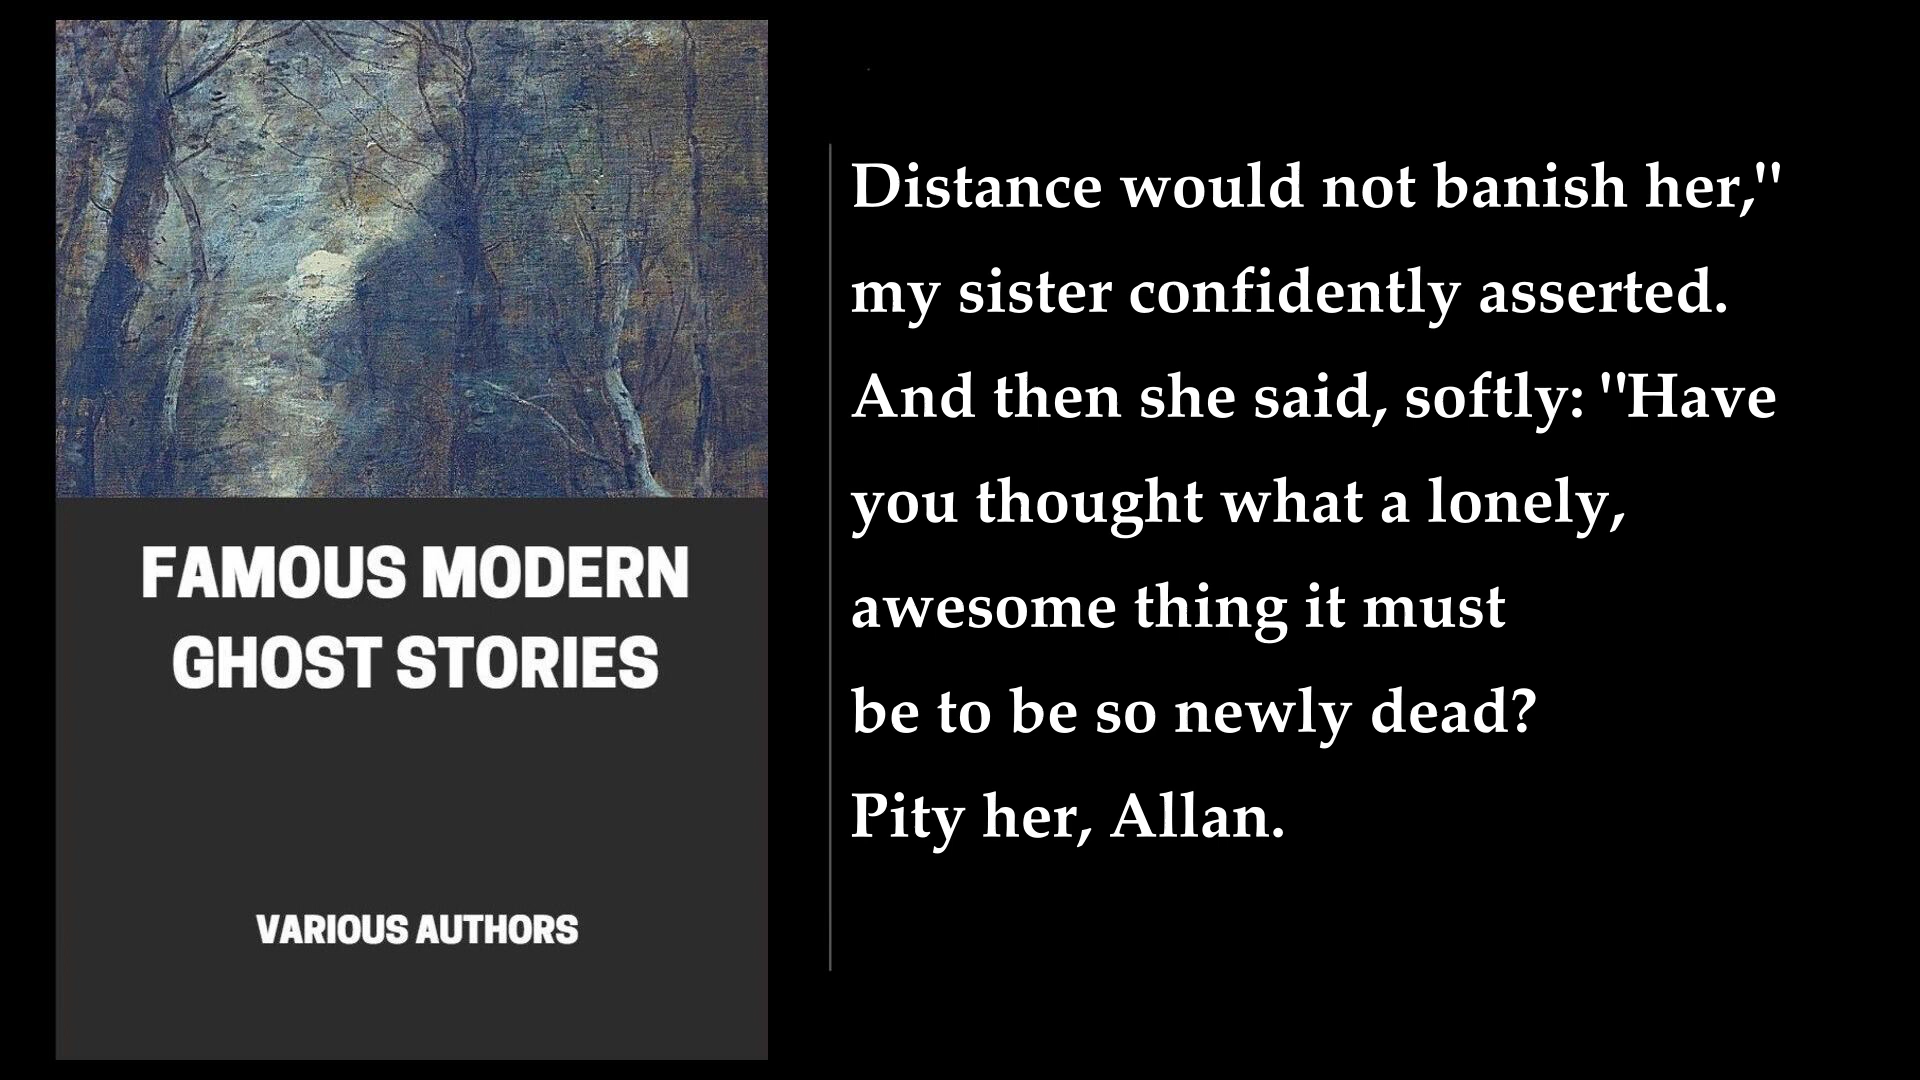 FAMOUS MODERN
GHOST STORIES
VARIOUS AUTHORS
Distance would not banish her,"
my sister confidently asserted.
And then she said, softly: "Have
you thought what a lonely,
awesome thing it must
be to be so newly dead?
Pity her, Allan.